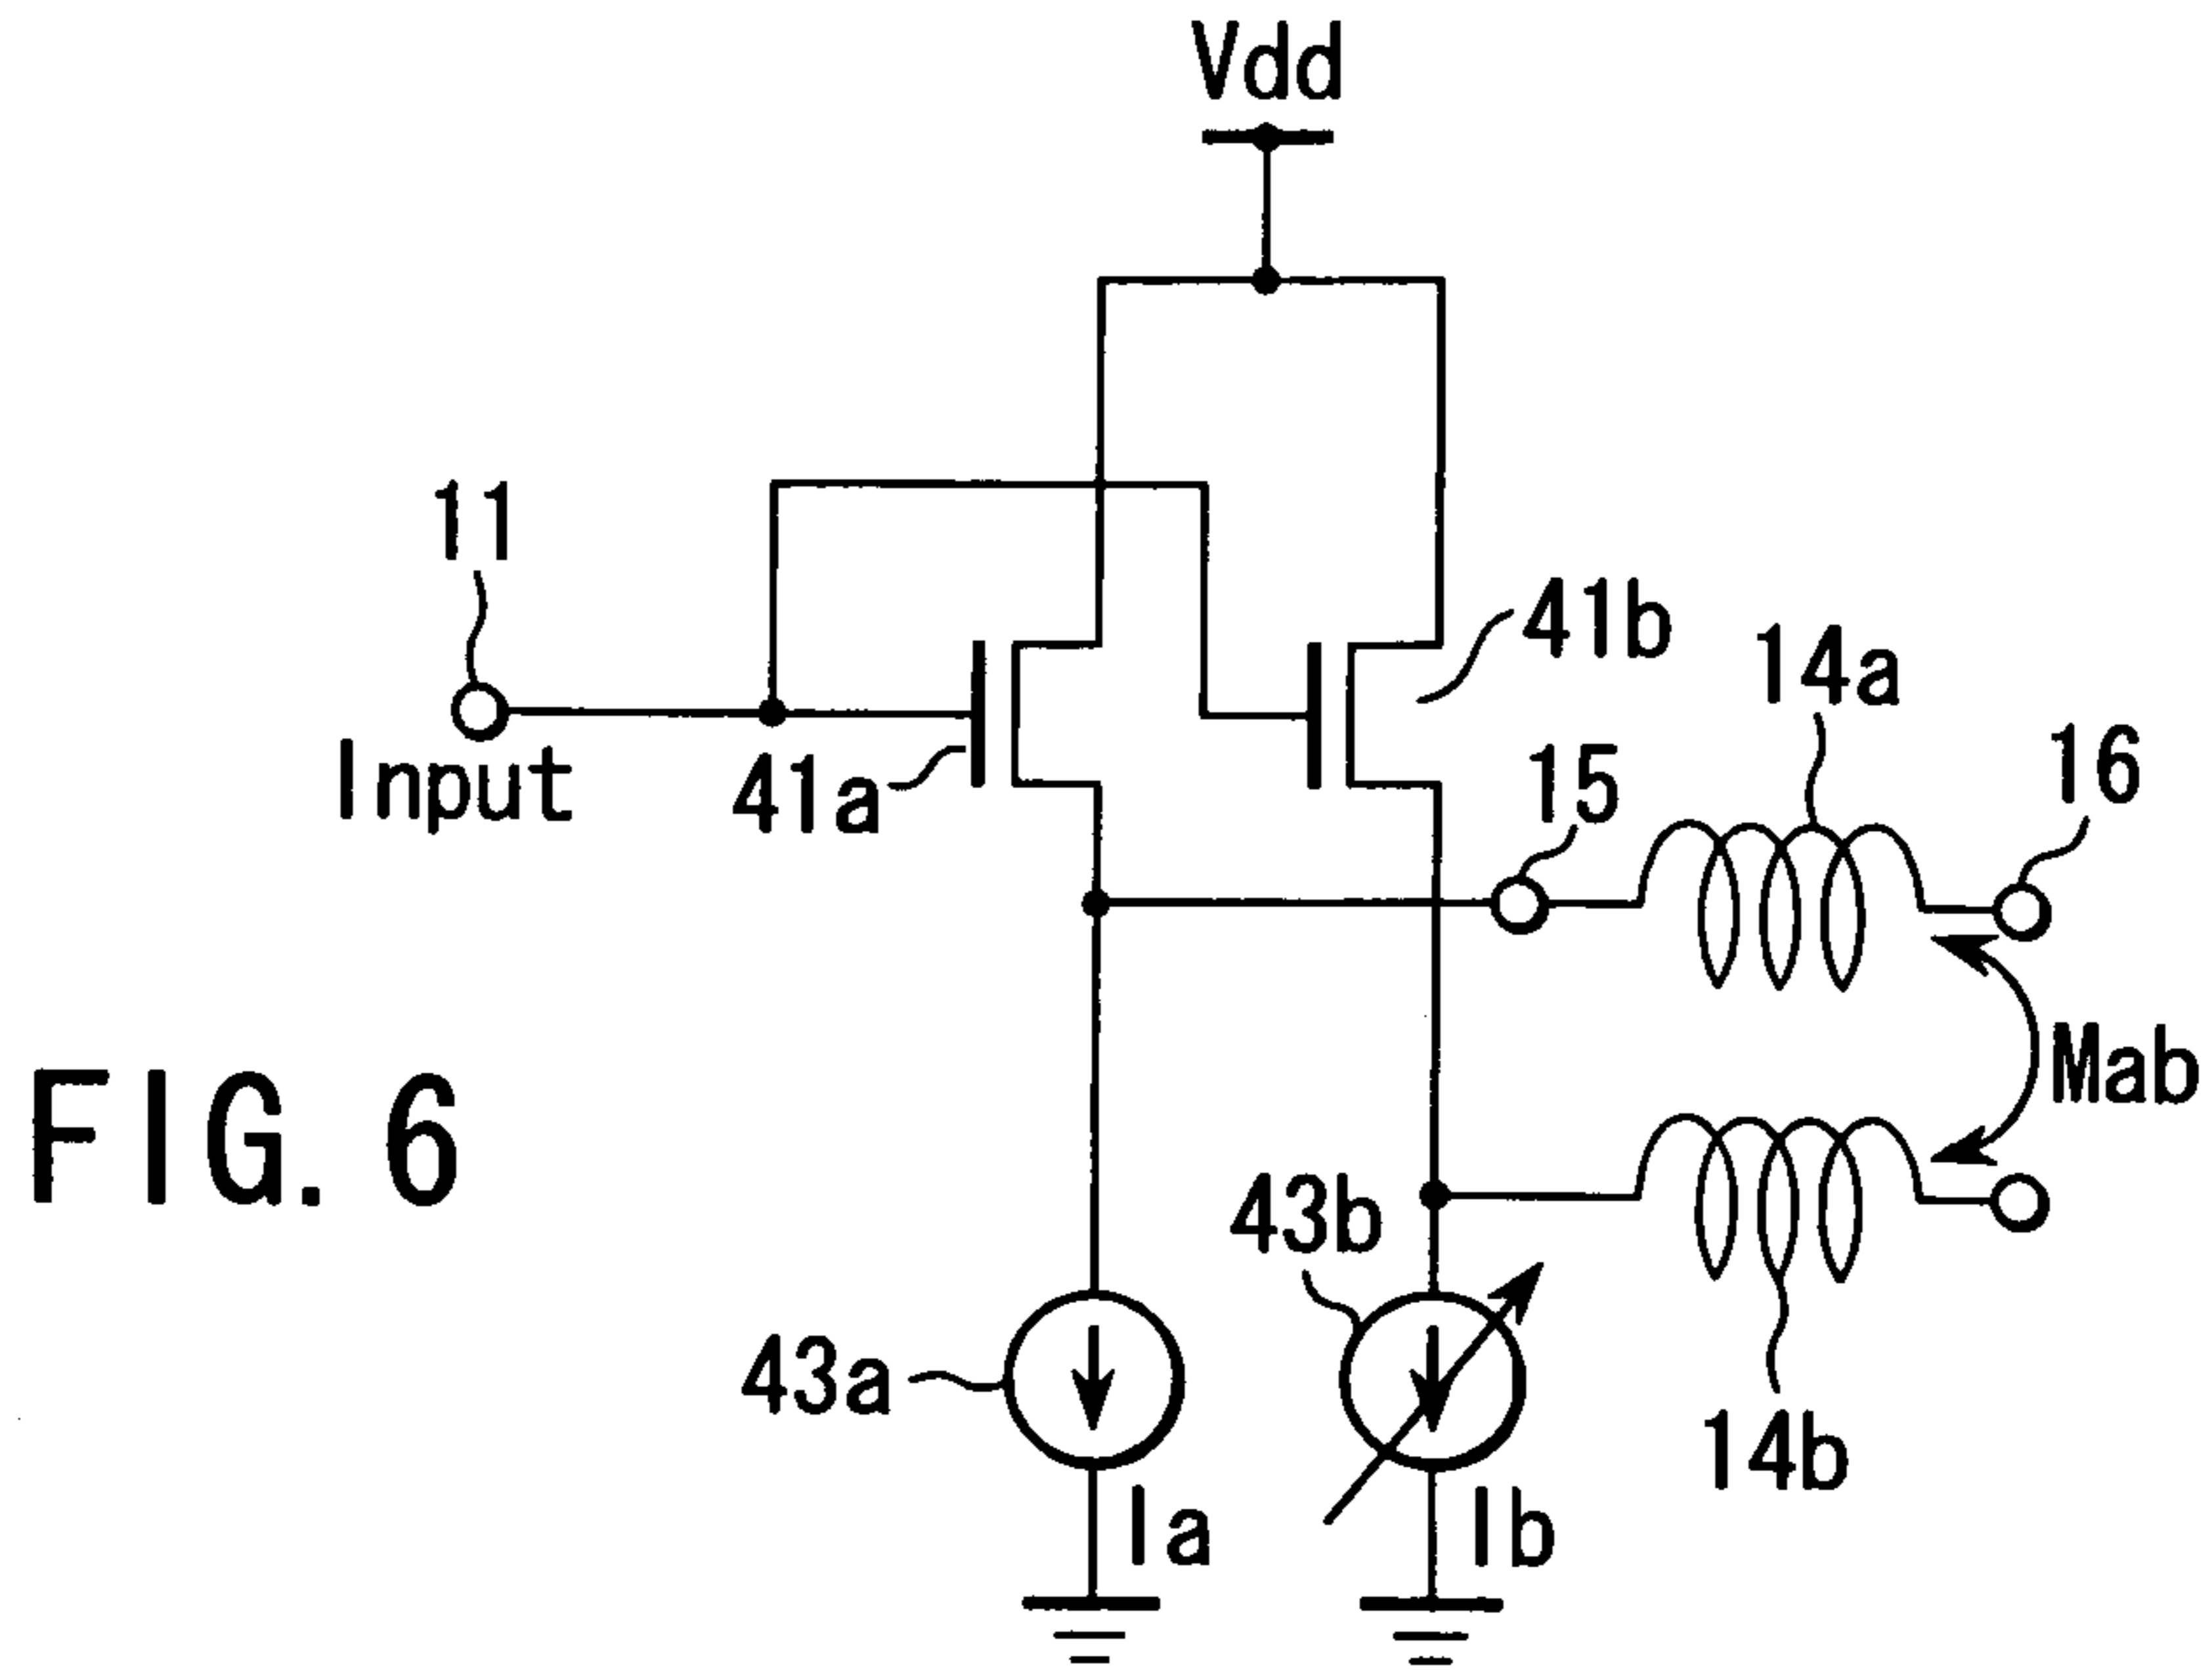 Vdd
11
41b
14a
16
Input
41a
15
Mab
FIG. 6
43b
43a
14b
Ia
Ib